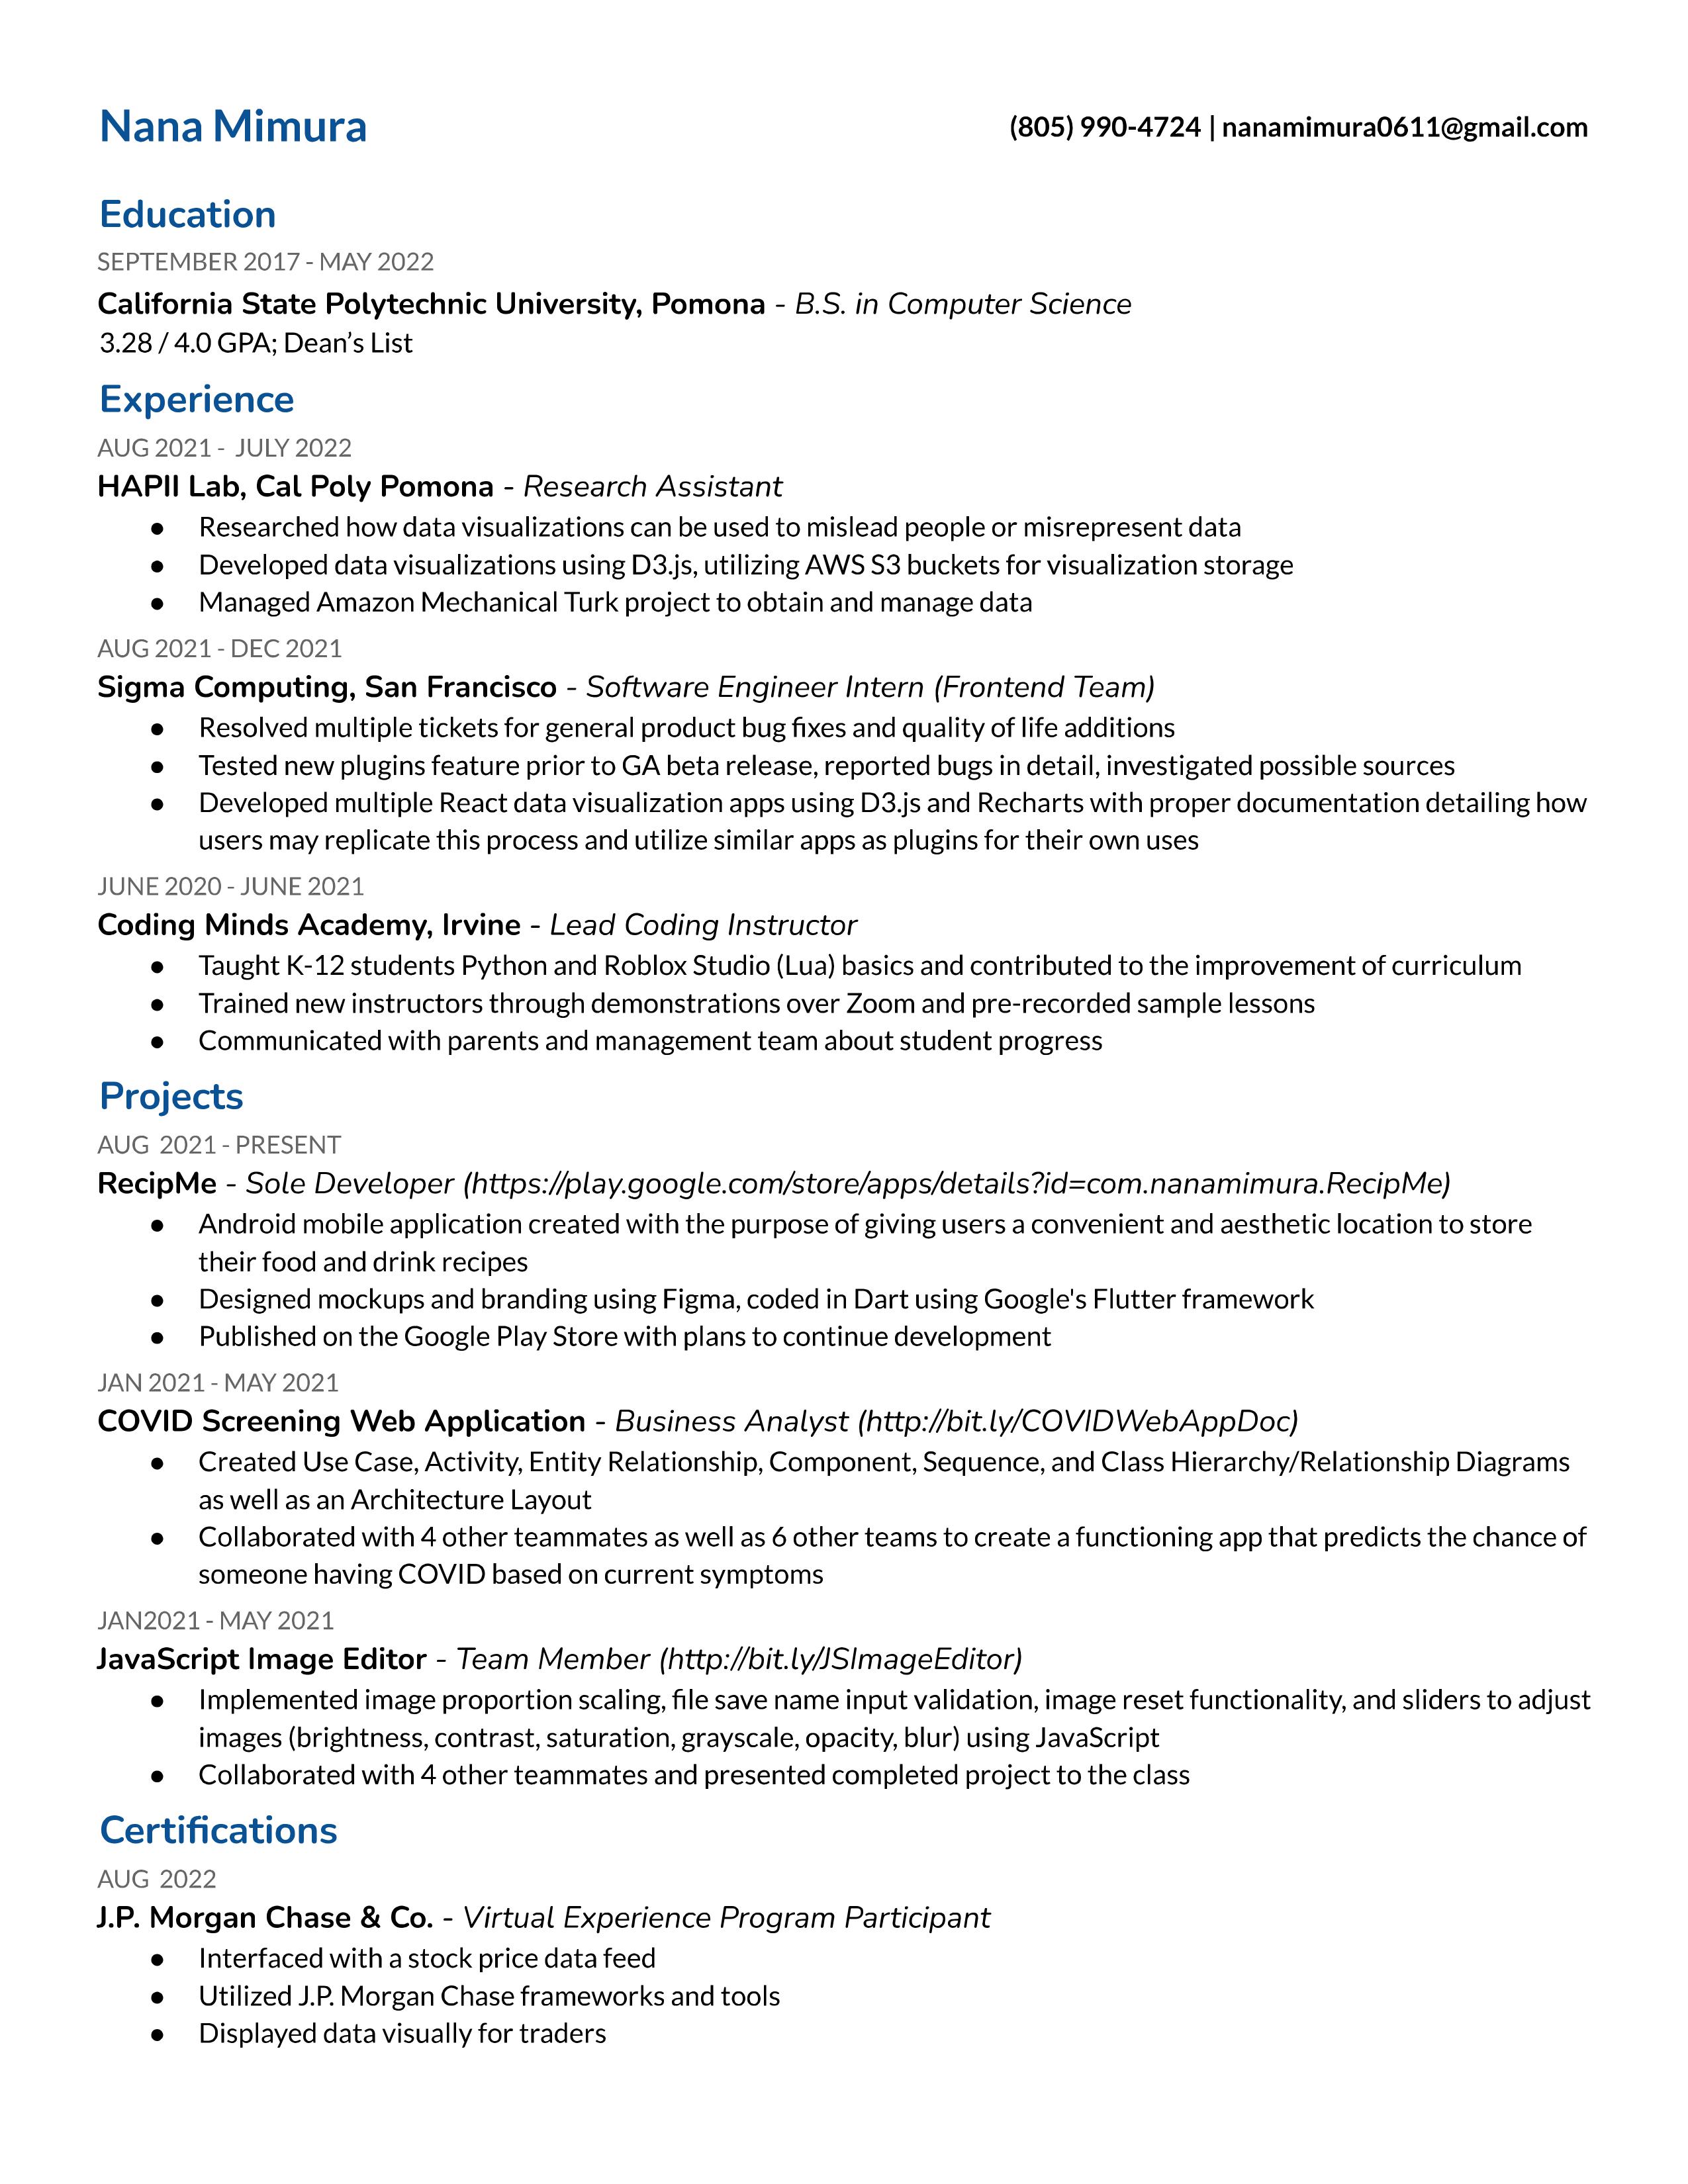 Nana Mimura (805) 990-4724 | nanamimura0611@gmail.com
Education
SEPTEMBER 2017 - MAY 2022
California State Polytechnic University, Pomona - B.S. in Computer Science
3.28 / 4.0 GPA; Dean’s List
Experience
AUG 2021 -  JULY 2022
HAPII Lab, Cal Poly Pomona - Research Assistant
● Researched how data visualizations can be used to mislead people or misrepresent data
● Developed data visualizations using D3.js, utilizing AWS S3 buckets for visualization storage
● Managed Amazon Mechanical Turk project to obtain and manage data
AUG 2021 - DEC 2021
Sigma Computing, San Francisco - Software Engineer Intern (Frontend Team)
● Resolved multiple tickets for general product bug fixes and quality of life additions
● Tested new plugins feature prior to GA beta release, reported bugs in detail, investigated possible sources
● Developed multiple React data visualization apps using D3.js and Recharts with proper documentation detailing how
users may replicate this process and utilize similar apps as plugins for their own uses
JUNE 2020 - JUNE 2021
Coding Minds Academy, Irvine - Lead Coding Instructor
● Taught K-12 students Python and Roblox Studio (Lua) basics and contributed to the improvement of curriculum
● Trained new instructors through demonstrations over Zoom and pre-recorded sample lessons
● Communicated with parents and management team about student progress
Projects
AUG  2021 - PRESENT
RecipMe - Sole Developer (https://play.google.com/store/apps/details?id=com.nanamimura.RecipMe)
● Android mobile application created with the purpose of giving users a convenient and aesthetic location to store
their food and drink recipes
● Designed mockups and branding using Figma, coded in Dart using Google's Flutter framework
● Published on the Google Play Store with plans to continue development
JAN 2021 - MAY 2021
COVID Screening Web Application - Business Analyst (http://bit.ly/COVIDWebAppDoc)
● Created Use Case, Activity, Entity Relationship, Component, Sequence, and Class Hierarchy/Relationship Diagrams
as well as an Architecture Layout
● Collaborated with 4 other teammates as well as 6 other teams to create a functioning app that predicts the chance of
someone having COVID based on current symptoms
JAN2021 - MAY 2021
JavaScript Image Editor - Team Member (http://bit.ly/JSImageEditor)
● Implemented image proportion scaling, file save name input validation, image reset functionality, and sliders to adjust
images (brightness, contrast, saturation, grayscale, opacity, blur) using JavaScript
● Collaborated with 4 other teammates and presented completed project to the class
Certifications
AUG  2022
J.P. Morgan Chase & Co. - Virtual Experience Program Participant
● Interfaced with a stock price data feed
● Utilized J.P. Morgan Chase frameworks and tools
● Displayed data visually for traders